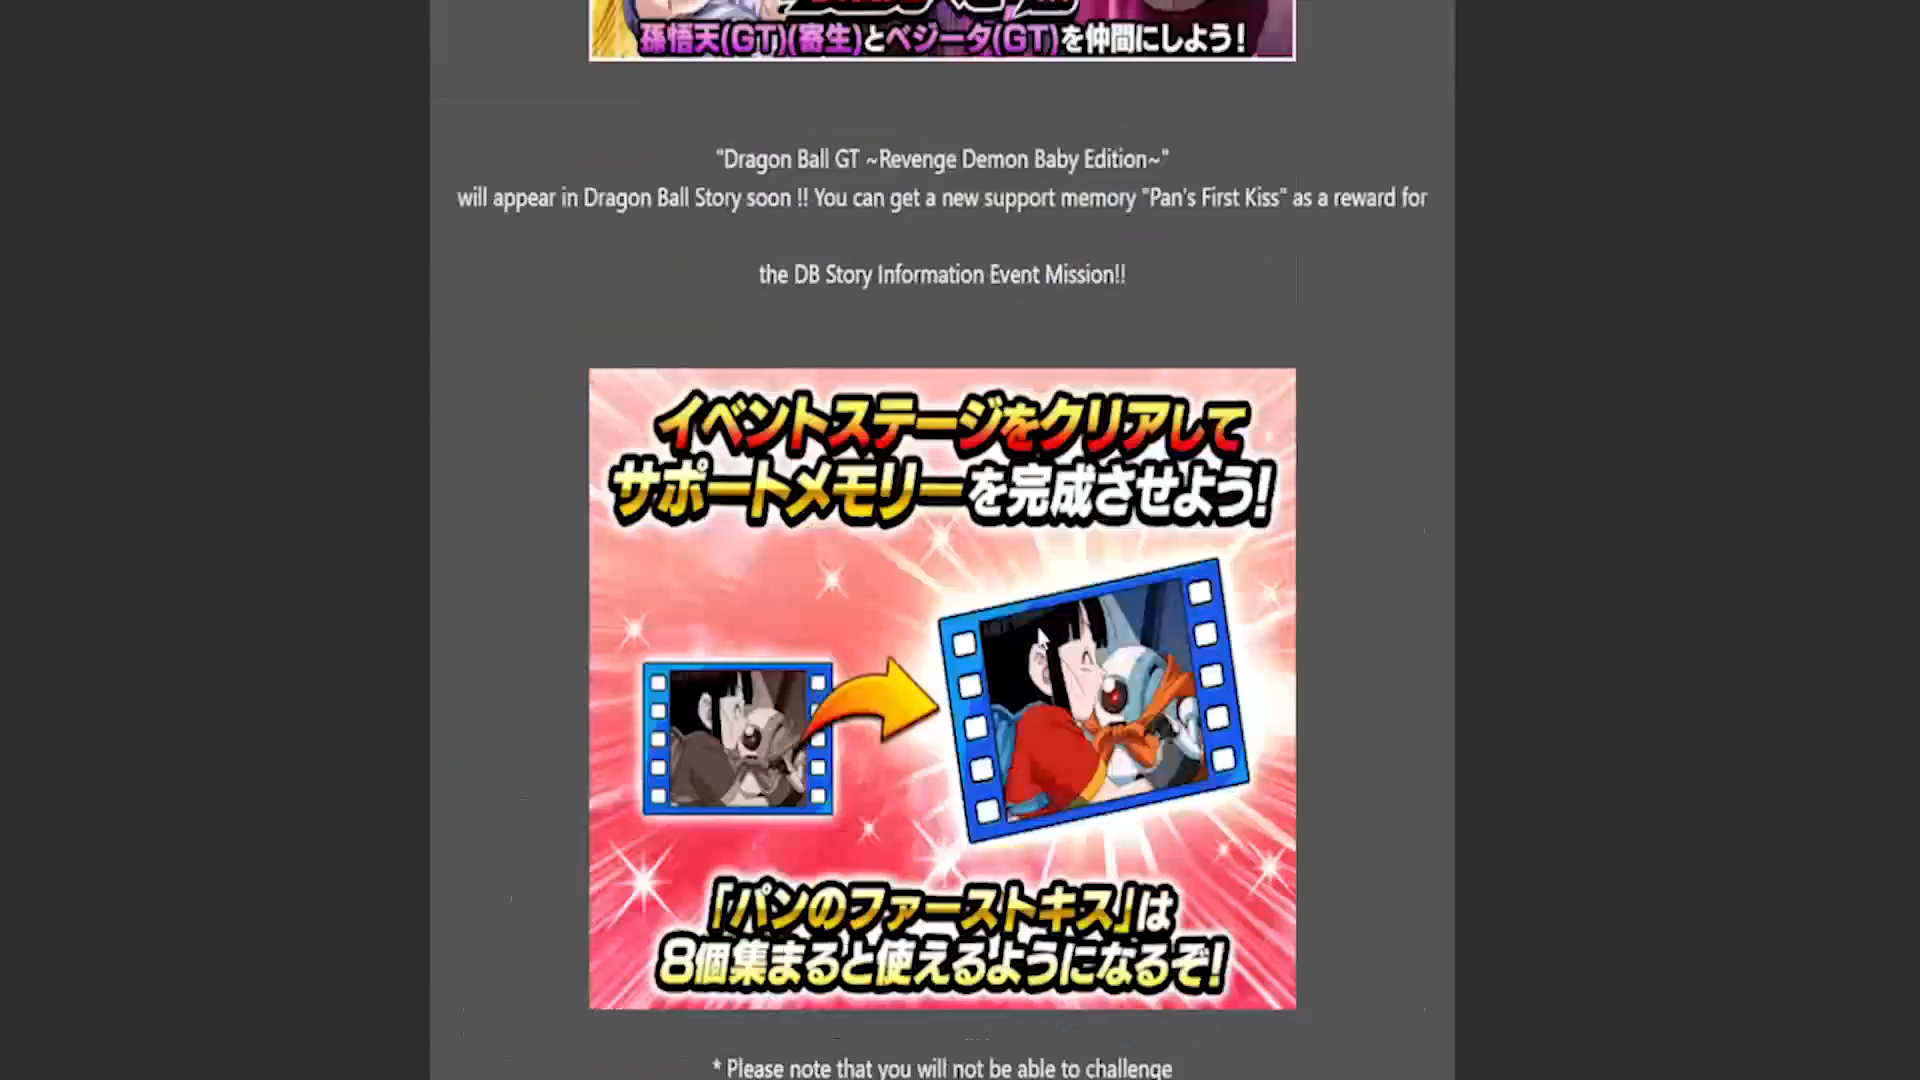 孫悟天(GT)(寄生)とベジータ(GT)を仲間にしよう!
"Dragon Ball GT ~Revenge Demon Baby Edition~"
will appear in Dragon Ball Story soon !! You can get a new support memory "Pan's First Kiss" as a reward for
the DB Story Information Event Mission!!
イベントステージをクリアして
サポートメモリーを完成させよう!
「パンのファーストキス」は
8個集まると使えるようになるぞ!
* Please note that you will not be able to challenge